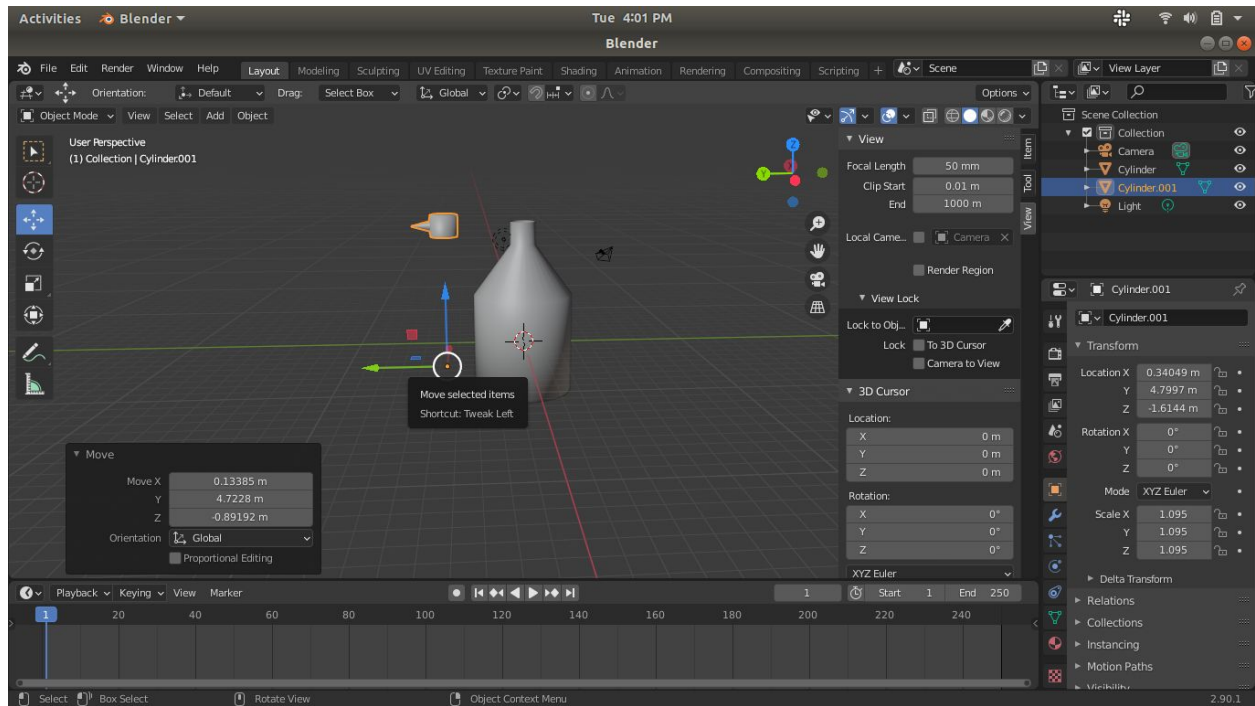 Activities Blender Tue 4:01 PM
Blender
File Edit Render Window Help Layout Modeling Sculpting UV Editing Texture Paint Shading Animation Rendering Compositing Scripting + Scene View Layer
Orientation: Default Drag: Select Box Global Options
Object Mode View Select Add Object
User Perspective
(1) Collection | Cylinder.001
Z
Y
View
Focal Length 50 mm
Clip Start 0.01 m
End 1000 m
Local Came... Camera
Render Region
View Lock
Lock to Obj...
Lock To 3D Cursor
Camera to View
3D Cursor
Location:
X 0 m
Y 0 m
Z 0 m
Rotation:
X 0°
Y 0°
Z 0°
XYZ Euler
Item
Tool
View
Move selected items
Shortcut: Tweak Left
Move
Move X 0.13385 m
Y 4.7228 m
Z -0.89192 m
Orientation Global
Proportional Editing
Scene Collection
Collection
Camera
Cylinder
Cylinder.001
Light
Cylinder.001
Cylinder.001
Transform
Location X 0.34049 m
Y 4.7997 m
Z -1.6144 m
Rotation X 0°
Y 0°
Z 0°
Mode XYZ Euler
Scale X 1.095
Y 1.095
Z 1.095
Delta Transform
Relations
Collections
Instancing
Motion Paths
Visibility
Playback Keying View Marker 1 Start 1 End 250
1 20 40 60 80 100 120 140 160 180 200 220 240
Select Box Select Rotate View Object Context Menu 2.90.1